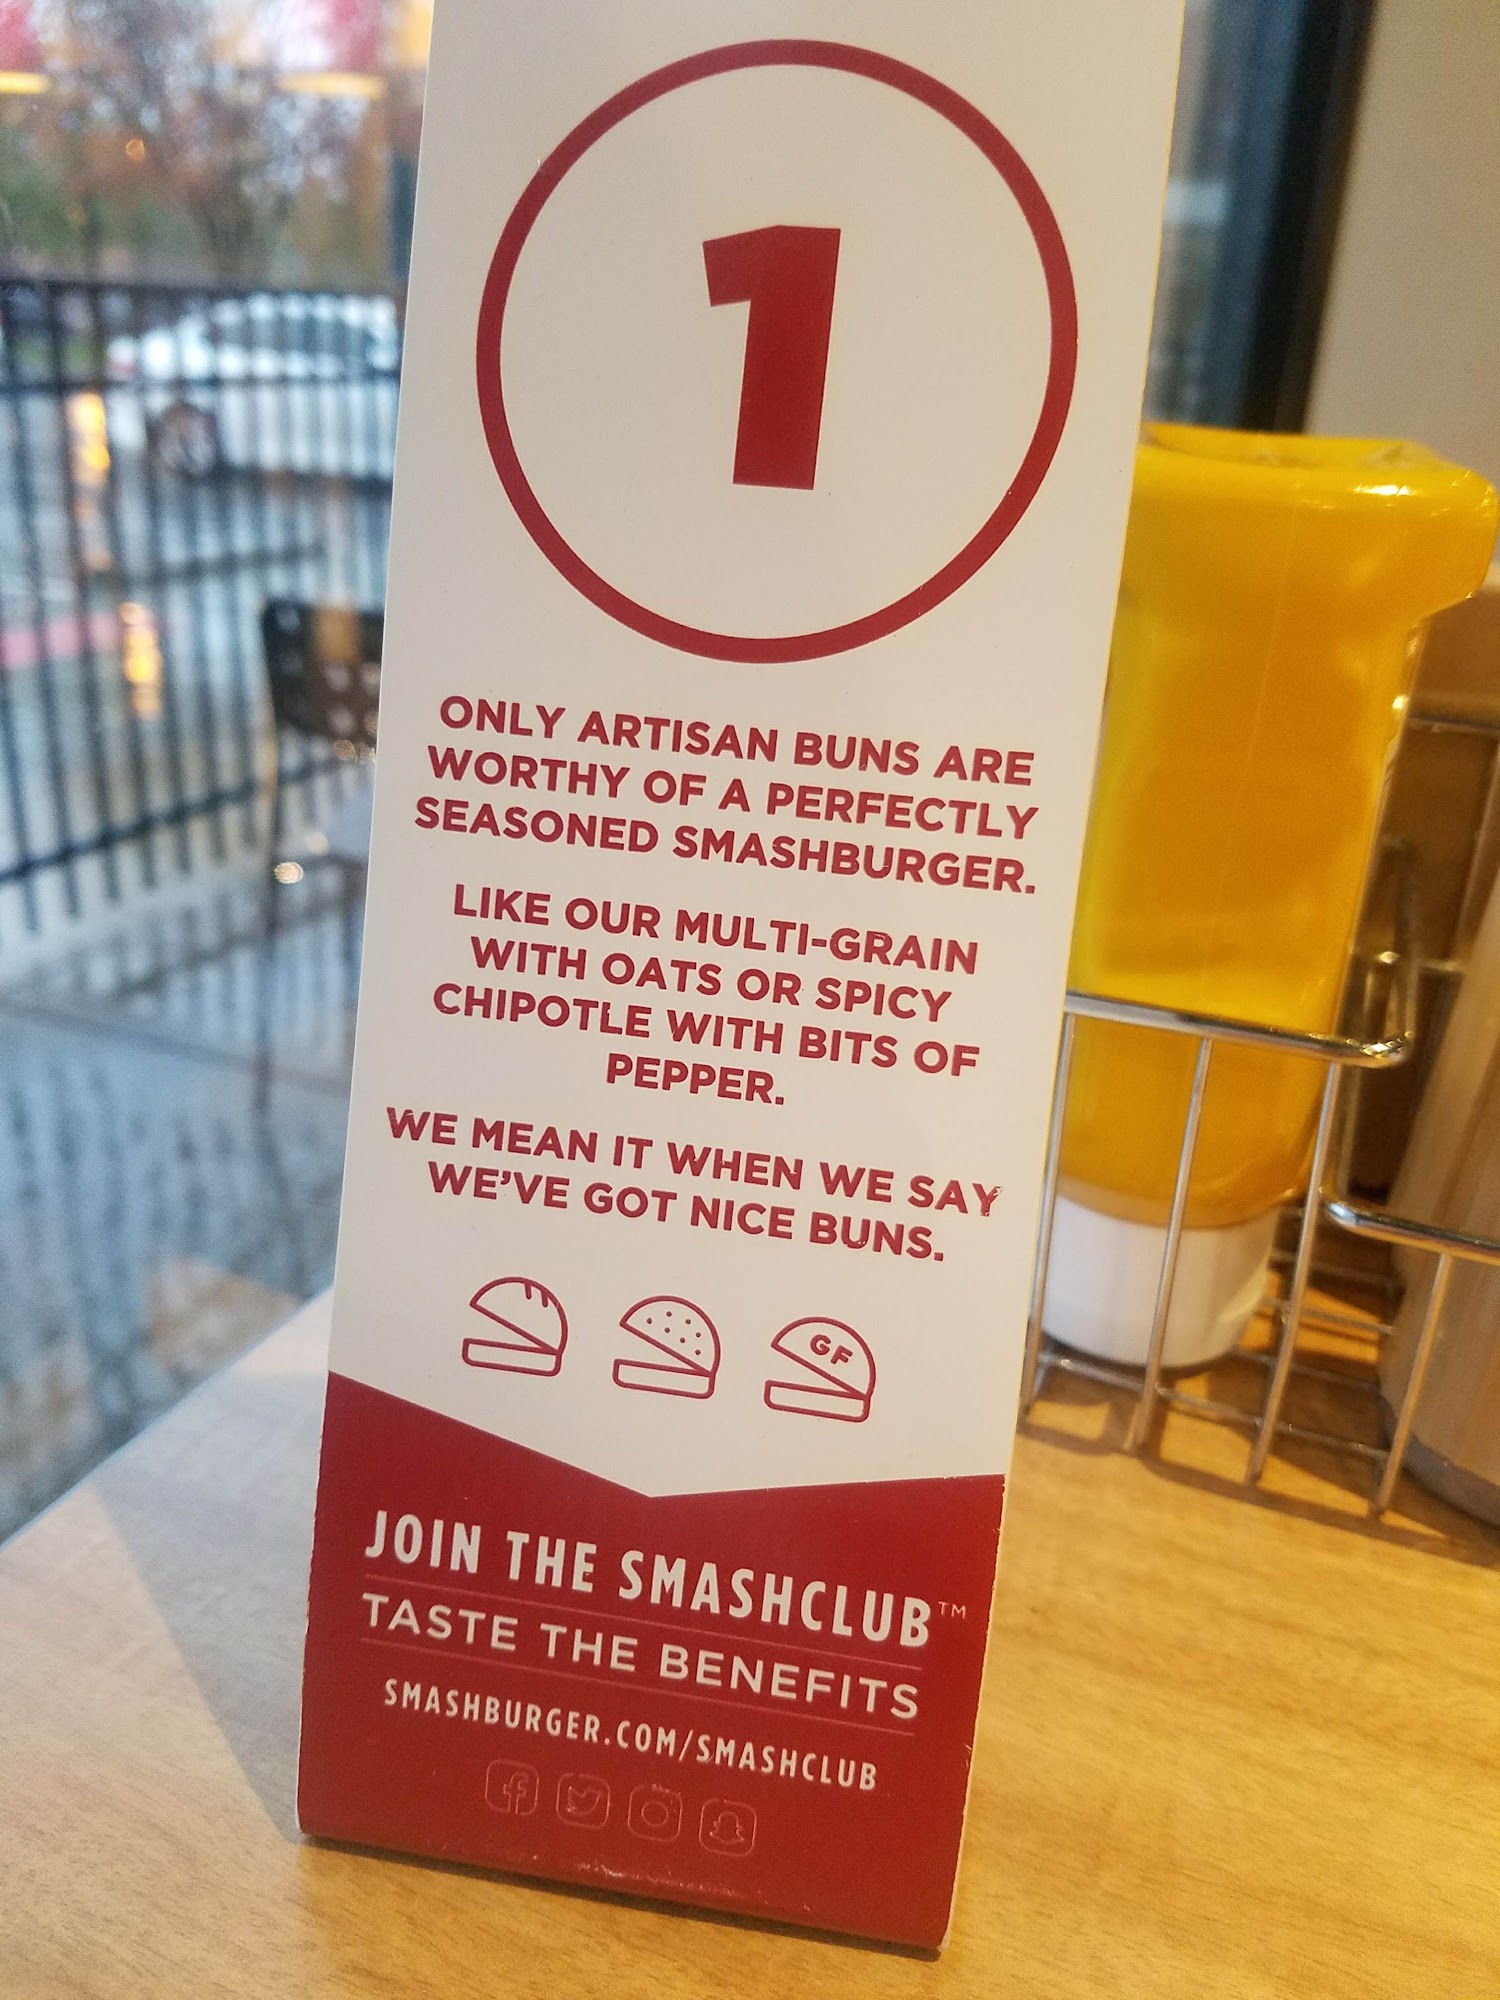 1
ONLY ARTISAN BUNS ARE
WORTHY OF A PERFECTLY
SEASONED SMASHBURGER.
LIKE OUR MULTI-GRAIN
WITH OATS OR SPICY
CHIPOTLE WITH BITS OF
PEPPER.
WE MEAN IT WHEN WE SAY
WE'VE GOT NICE BUNS.
GF
JOIN THE SMASHCLUB™
TASTE THE BENEFITS
SMASHBURGER.COM/SMASHCLUB